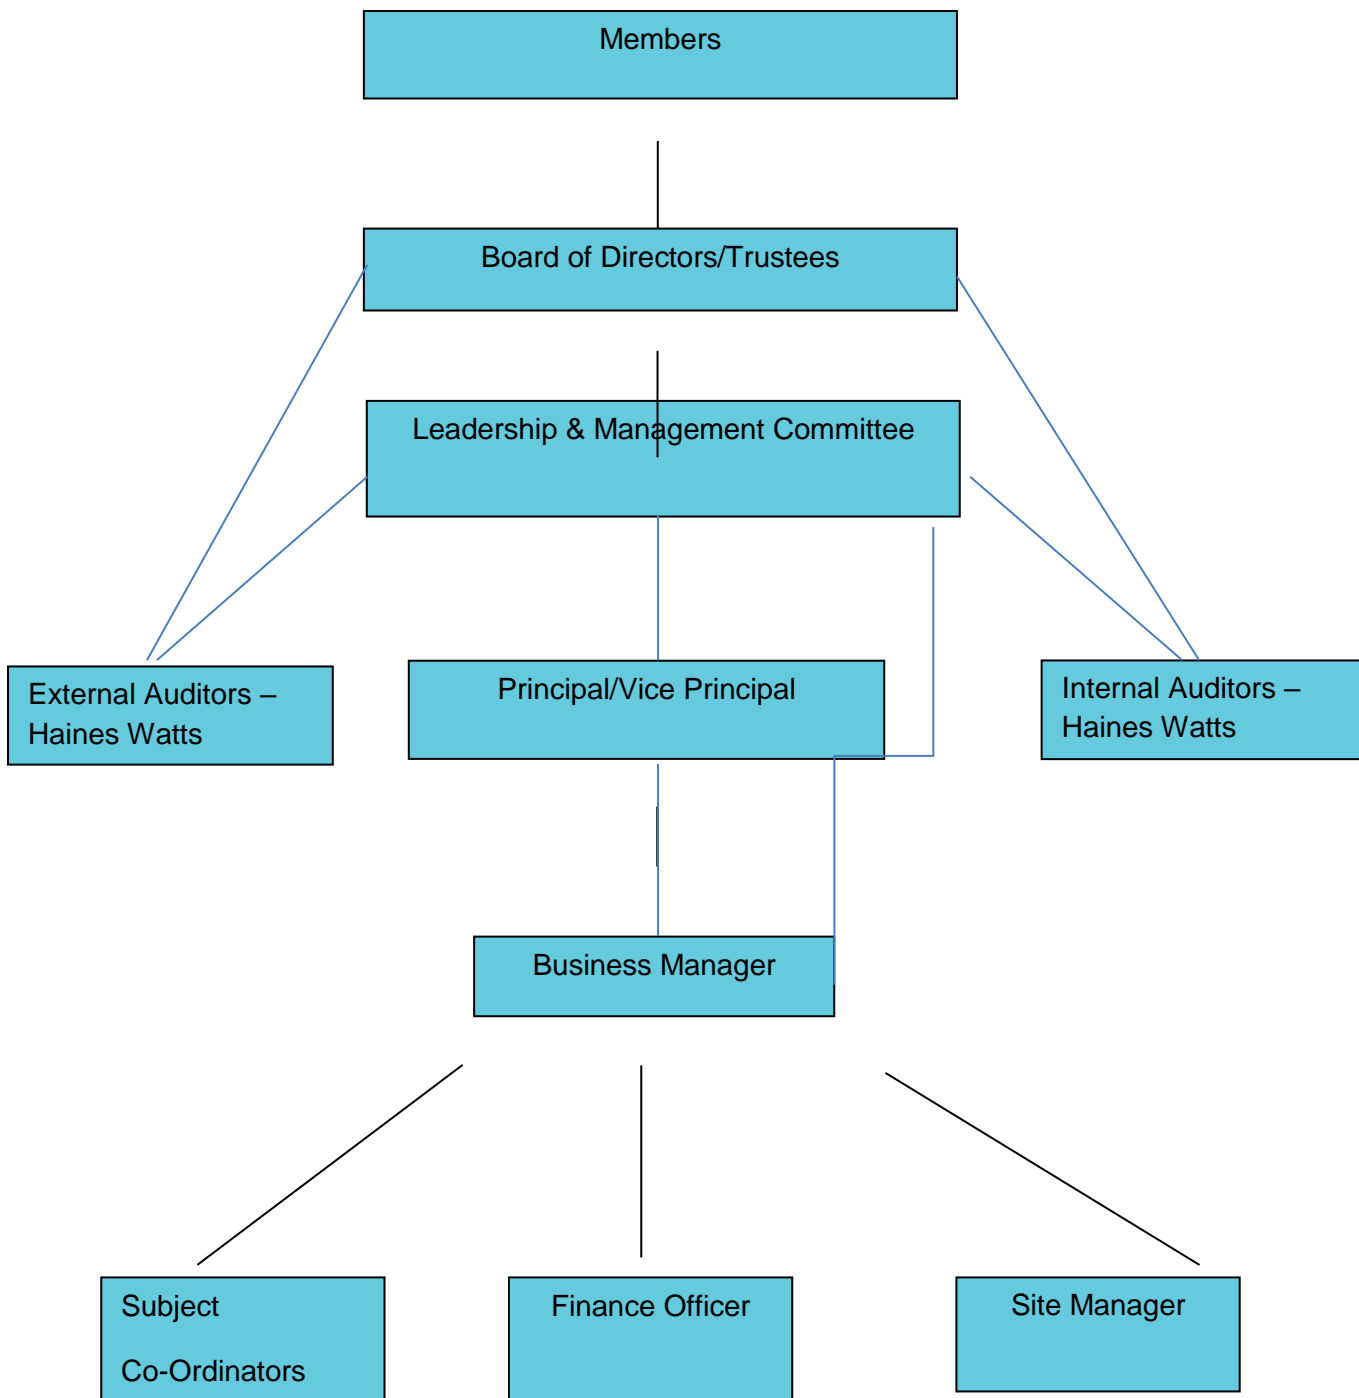 Members
Board of Directors/Trustees
Leadership & Management Committee
External Auditors –
Haines Watts
Principal/Vice Principal
Internal Auditors –
Haines Watts
Business Manager
Subject
Co-Ordinators
Finance Officer
Site Manager